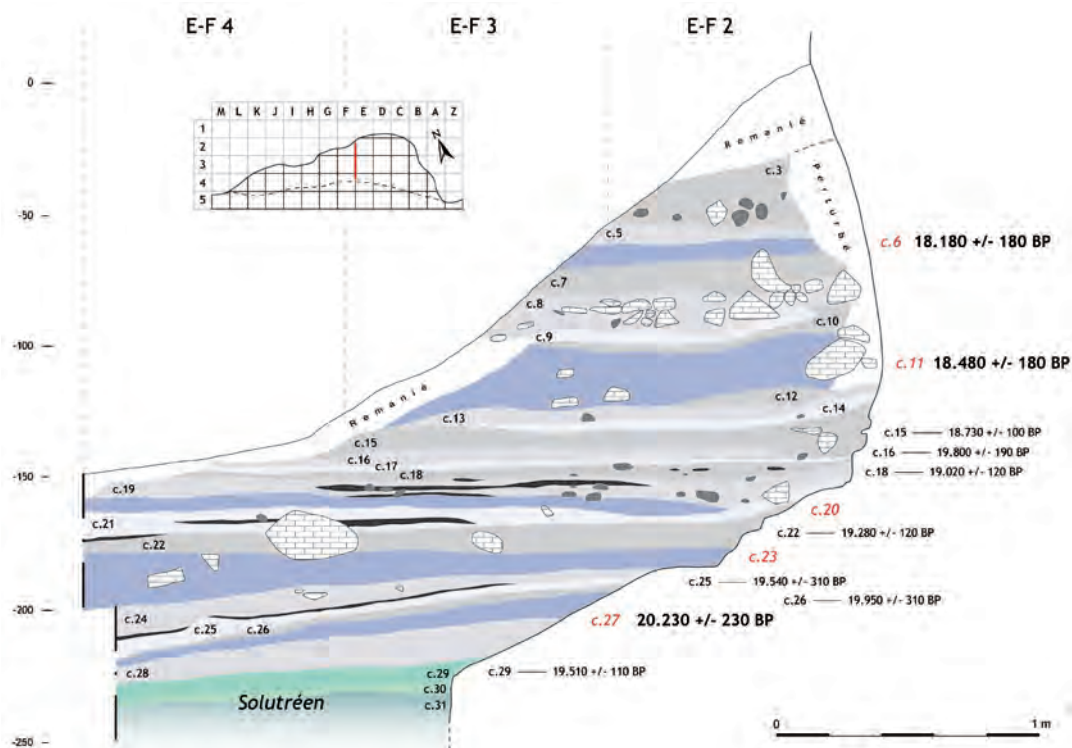 E-F 4 E-F 3 E-F 2
0
M L K J I H G F E D C B A Z
1
2
3
4
5
N
Remanié
c.3
Perturbé
-50
c.5
c.6 18.180 +/- 180 BP
c.7
c.8
c.10
c.9
-100
c.11 18.480 +/- 180 BP
c.12
Remanié
c.14
c.13
c.15
c.15 18.730 +/- 100 BP
c.14
c.16 19.800 +/- 190 BP
c.17
c.18
c.18 19.020 +/- 120 BP
-150
c.19
c.20
c.21
c.22 19.280 +/- 120 BP
c.22
c.23
c.25 19.540 +/- 310 BP
c.26 19.950 +/- 310 BP
-200
c.24
c.25
c.26
c.27 20.230 +/- 230 BP
c.28
c.29
c.29 19.510 +/- 110 BP
c.30
c.31
Solutréen
0 1 m
-250